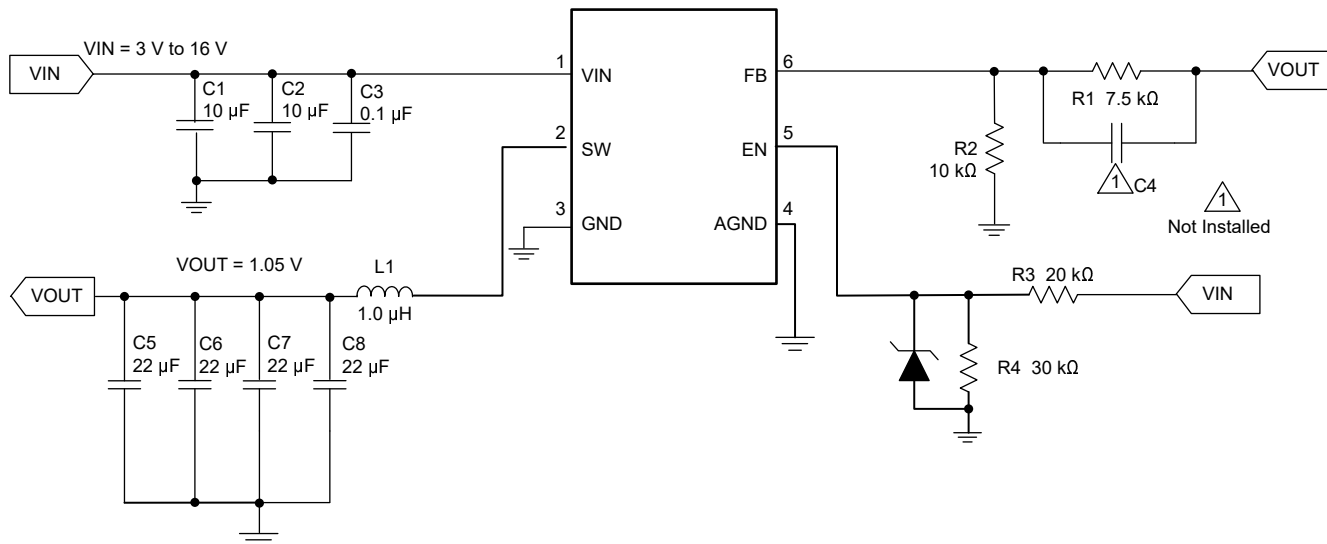 VIN = 3 V to 16 V
VIN
C1
10 µF
C2
10 µF
C3
0.1 µF
1
VIN
2
SW
3
GND
6
FB
5
EN
4
AGND
VOUT
R1 7.5 kΩ
R2
10 kΩ
1
C4
1
Not Installed
VOUT = 1.05 V
VOUT
L1
1.0 µH
C5
22 µF
C6
22 µF
C7
22 µF
C8
22 µF
R3 20 kΩ
VIN
R4 30 kΩ